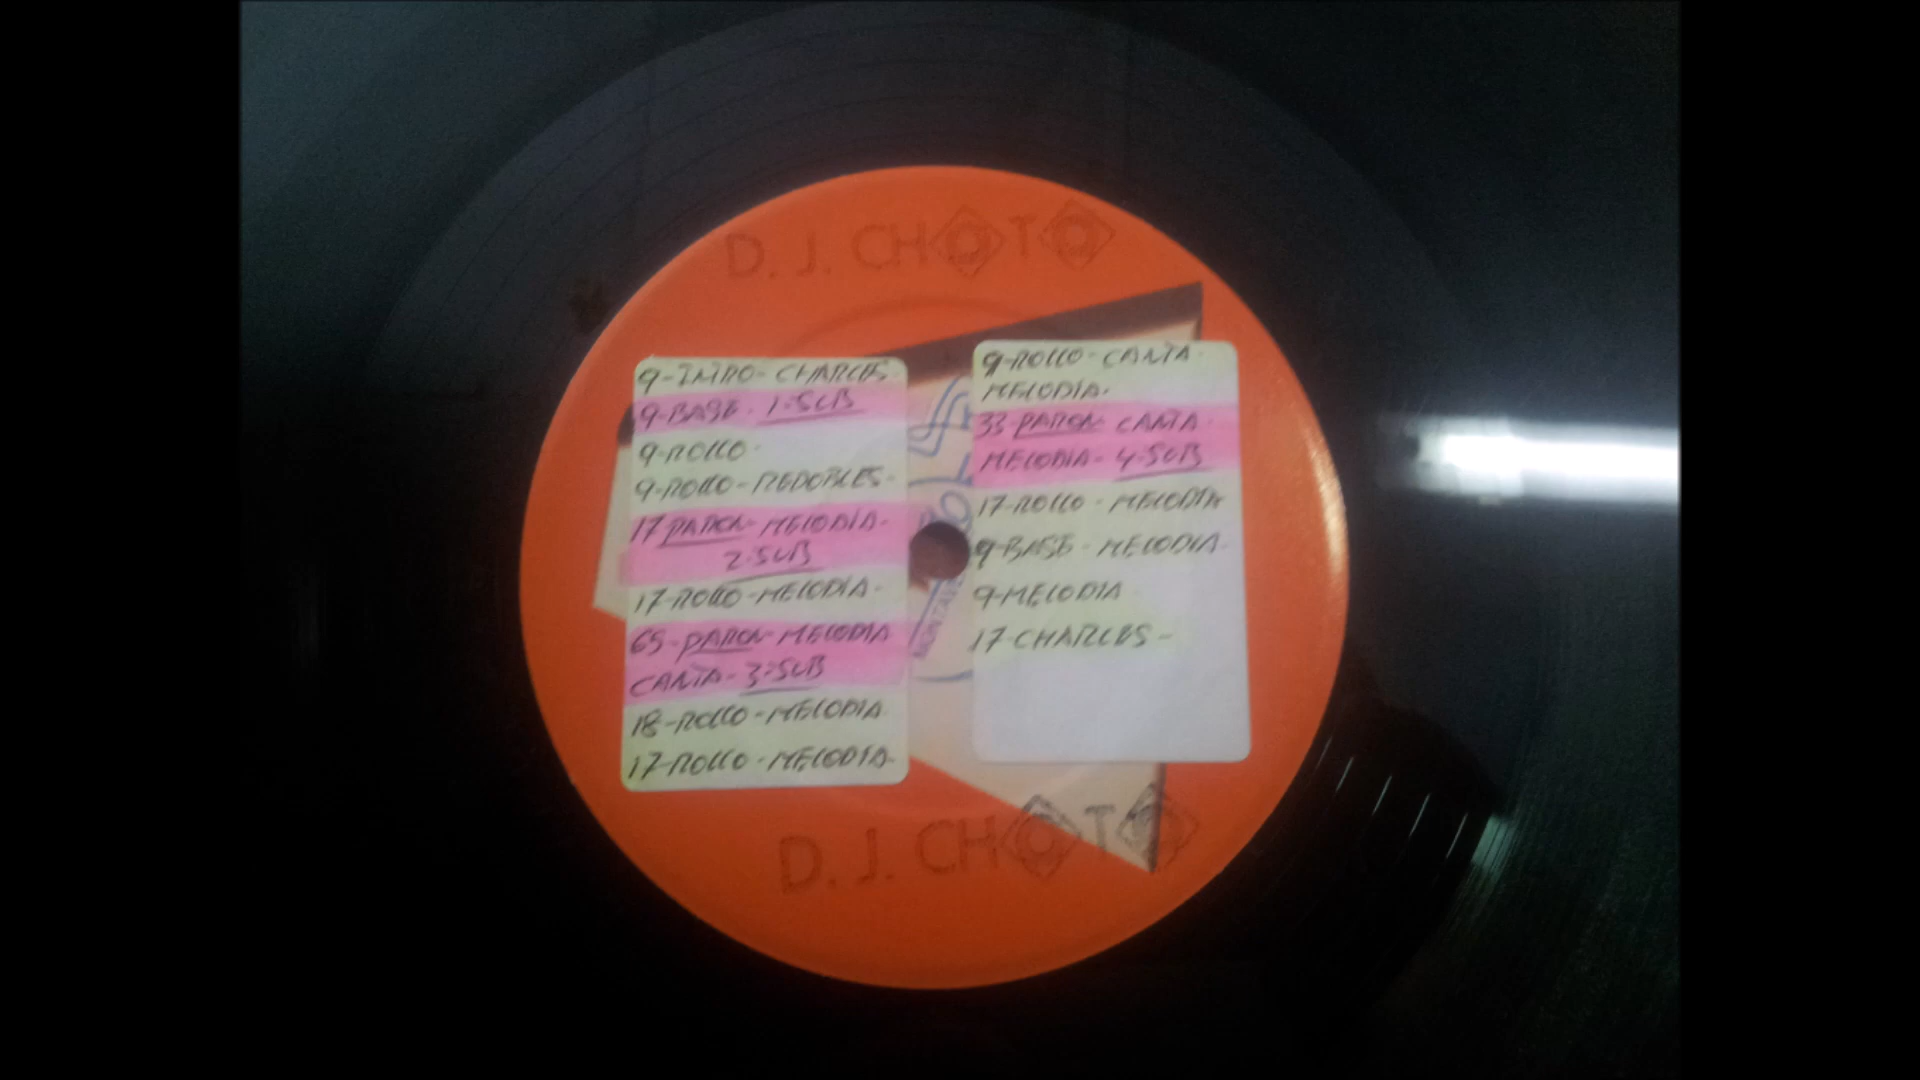 D. J. CHOTO
9-INTRO-CHARLES
9-BASE. 1-SUB
9-ROLLO-
9-ROLLO-REDOBLES-
17 PARON-MELODIA-
2-SUB
17-ROLLO-MELODIA-
65-PARON-MELODIA
CANTA-3-SUB
18-ROLLO-MELODIA
17-ROLLO-MELODIA-
9-ROLLO-CANTA
MELODIA.
33-PARON-CANTA-
MELODIA-4-SUB
17-ROLLO-MELODIA
9-BASE-MELODIA-
9-MELODIA
17-CHARLES-
D. J. CHOTO